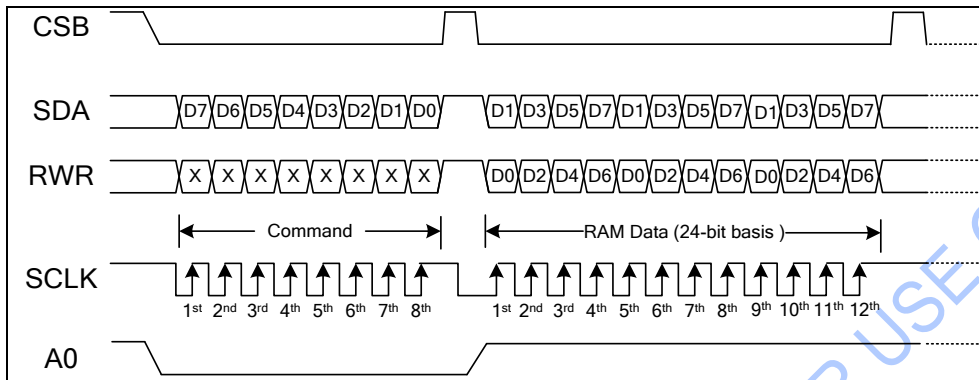 CSB
SDA D7 D6 D5 D4 D3 D2 D1 D0 D1 D3 D5 D7 D1 D3 D5 D7 D1 D3 D5 D7
RWR X X X X X X X X D0 D2 D4 D6 D0 D2 D4 D6 D0 D2 D4 D6
Command RAM Data (24-bit basis )
SCLK
1st 2nd 3rd 4th 5th 6th 7th 8th 1st 2nd 3rd 4th 5th 6th 7th 8th 9th 10th 11th 12th
A0
R USE